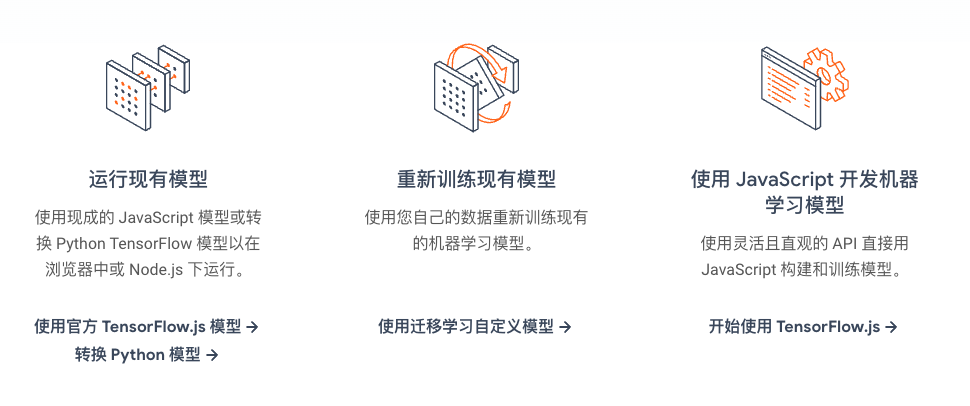 运行现有模型
使用现成的 JavaScript 模型或转
换 Python TensorFlow 模型以在
浏览器中或 Node.js 下运行。
使用官方 TensorFlow.js 模型 →
转换 Python 模型 →
重新训练现有模型
使用您自己的数据重新训练现有
的机器学习模型。
使用迁移学习自定义模型 →
使用 JavaScript 开发机器
学习模型
使用灵活且直观的 API 直接用
JavaScript 构建和训练模型。
开始使用 TensorFlow.js →